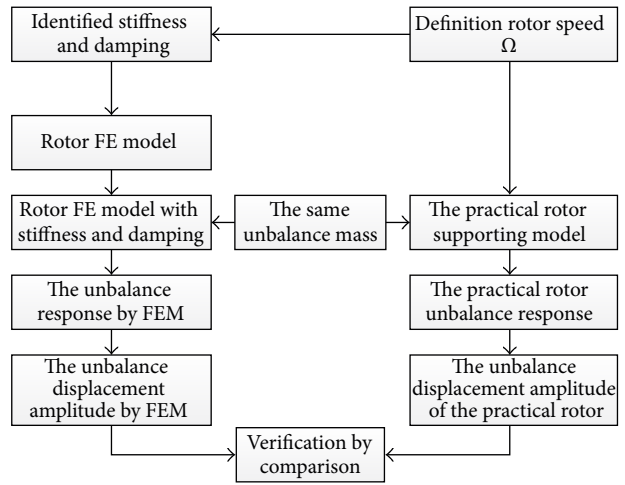 Identified stiffness
and damping
Definition rotor speed
Ω
Rotor FE model
Rotor FE model with
stiffness and damping
The same
unbalance mass
The practical rotor
supporting model
The unbalance
response by FEM
The practical rotor
unbalance response
The unbalance
displacement
amplitude by FEM
The unbalance
displacement amplitude
of the practical rotor
Verification by
comparison